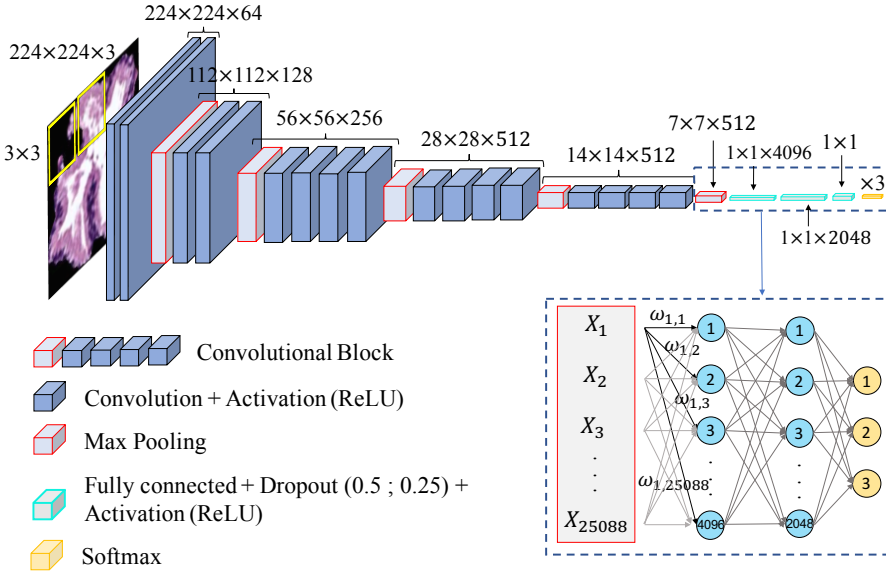 224×224×64
224×224×3
112×112×128
56×56×256
28×28×512
14×14×512
7×7×512
1×1×4096
1×1
×3
3×3
1×1×2048
X₁
X₂
X₃
.
.
.
X₂₅₀₈₈
ω₁,₁
ω₁,₂
ω₁,₃
ω₁,₂₅₀₈₈
1
2
3
.
.
.
4096
1
2
3
.
.
.
2048
1
2
3
Convolutional Block
Convolution + Activation (ReLU)
Max Pooling
Fully connected + Dropout (0.5 ; 0.25) +
Activation (ReLU)
Softmax